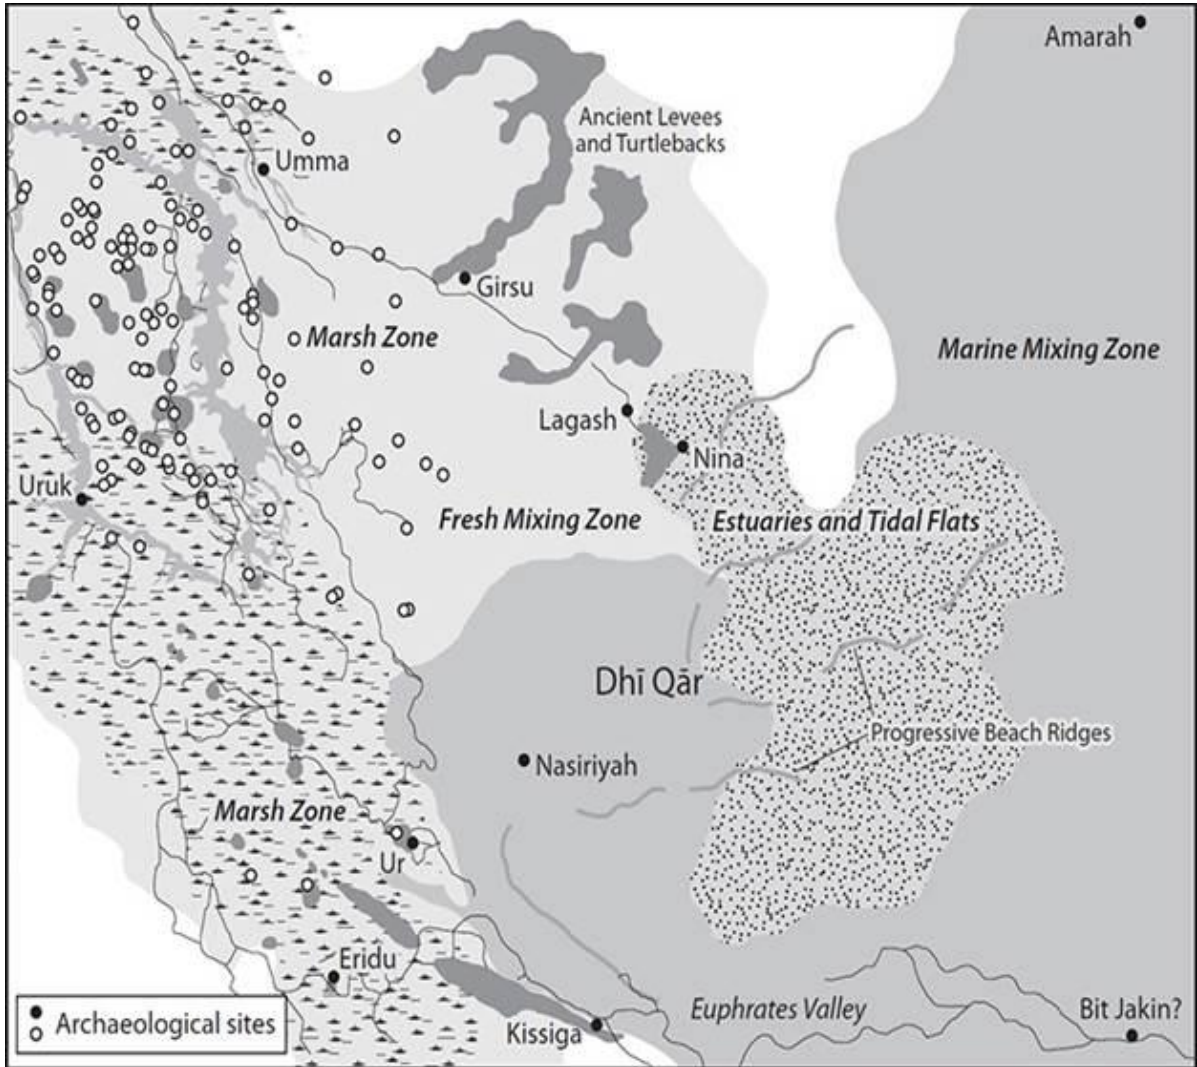 Amarah
Ancient Levees
and Turtlebacks
Umma
Girsu
Marsh Zone
Marine Mixing Zone
Lagash
Nina
Uruk
Fresh Mixing Zone
Estuaries and Tidal Flats
Dhī Qār
Progressive Beach Ridges
Nasiriyah
Marsh Zone
Ur
Eridu
Euphrates Valley
Bit Jakin?
Archaeological sites
Kissiga